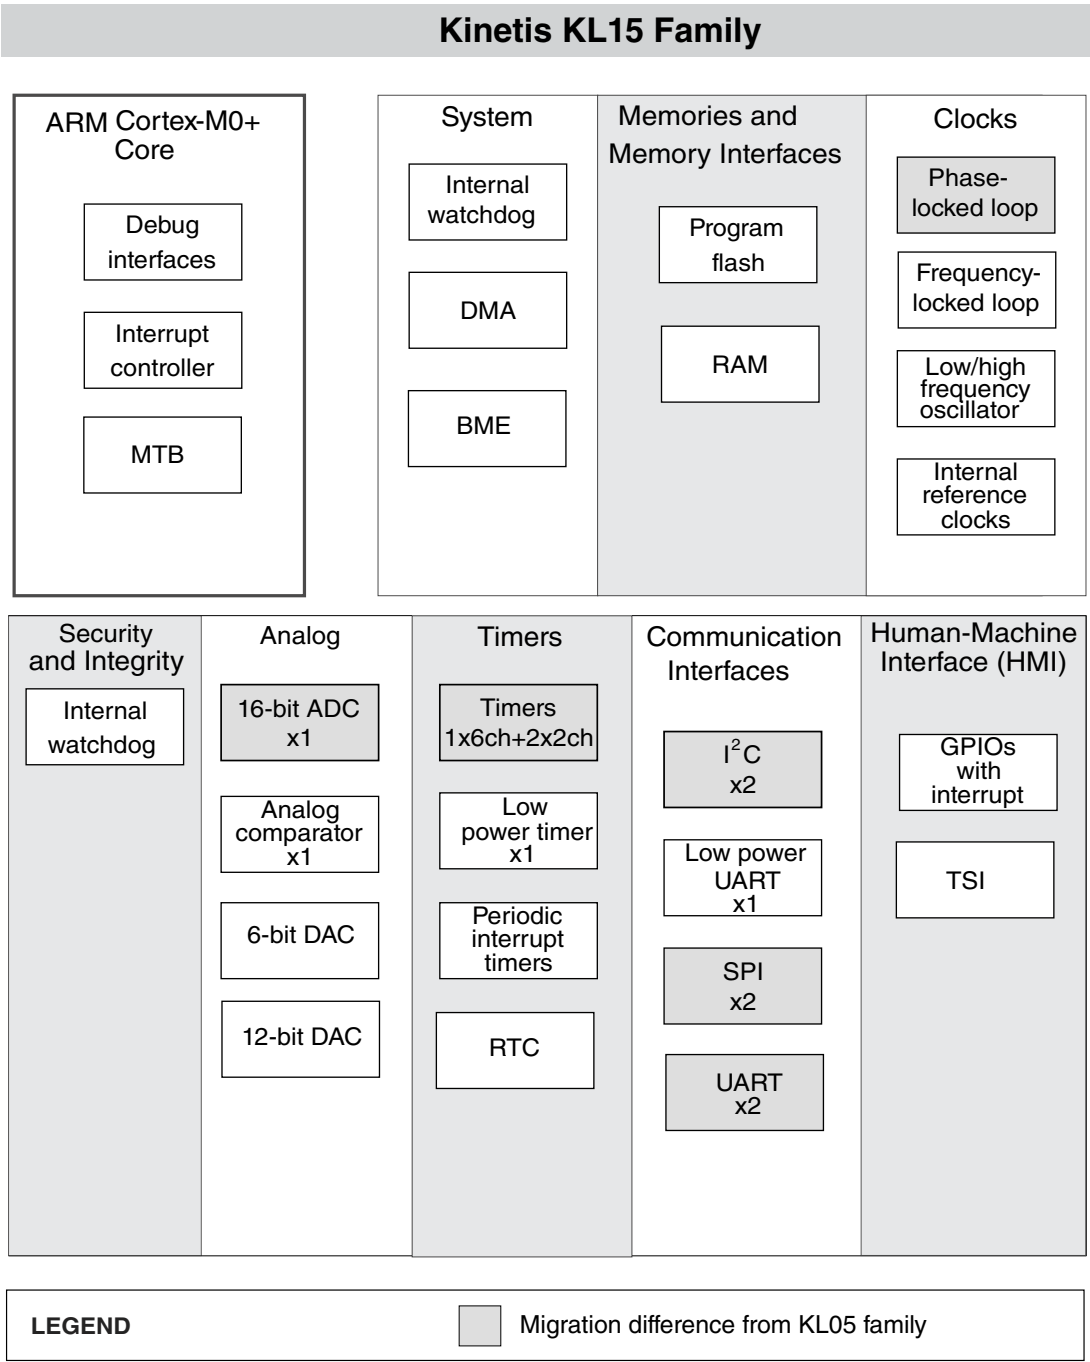 Kinetis KL15 Family
ARM Cortex-M0+
Core
Debug
interfaces
Interrupt
controller
MTB
System
Internal
watchdog
DMA
BME
Memories and
Memory Interfaces
Program
flash
RAM
Clocks
Phase-
locked loop
Frequency-
locked loop
Low/high
frequency
oscillator
Internal
reference
clocks
Security
and Integrity
Internal
watchdog
Analog
16-bit ADC
x1
Analog
comparator
x1
6-bit DAC
12-bit DAC
Timers
Timers
1x6ch+2x2ch
Low
power timer
x1
Periodic
interrupt
timers
RTC
Communication
Interfaces
I²C
x2
Low power
UART
x1
SPI
x2
UART
x2
Human-Machine
Interface (HMI)
GPIOs
with
interrupt
TSI
LEGEND
Migration difference from KL05 family